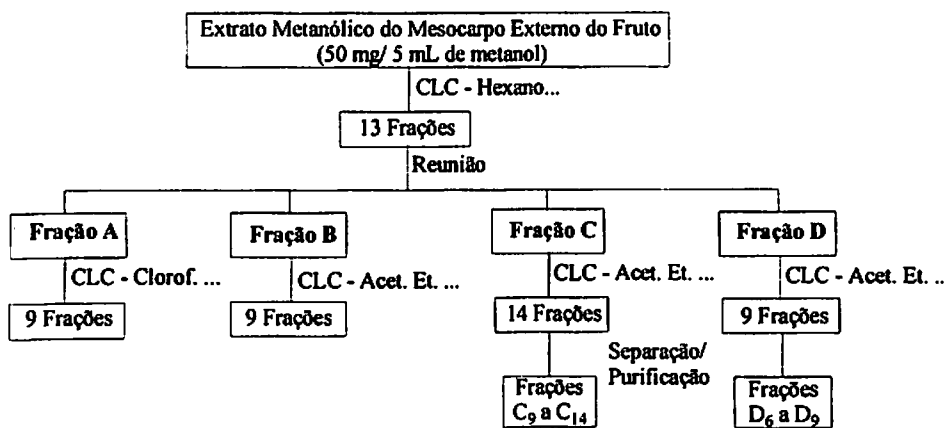 Extrato Metanólico do Mesocarpo Externo do Fruto
(50 mg/ 5 mL de metanol)
CLC - Hexano...
13 Frações
Reunião
Fração A
Fração B
Fração C
Fração D
CLC - Clorof. ...
CLC - Acet. Et. ...
CLC - Acet. Et. ...
CLC - Acet. Et. ..
9 Frações
9 Frações
14 Frações
9 Frações
Separação/
Purificação
Frações
C₉ a C₁₄
Frações
D₆ a D₉